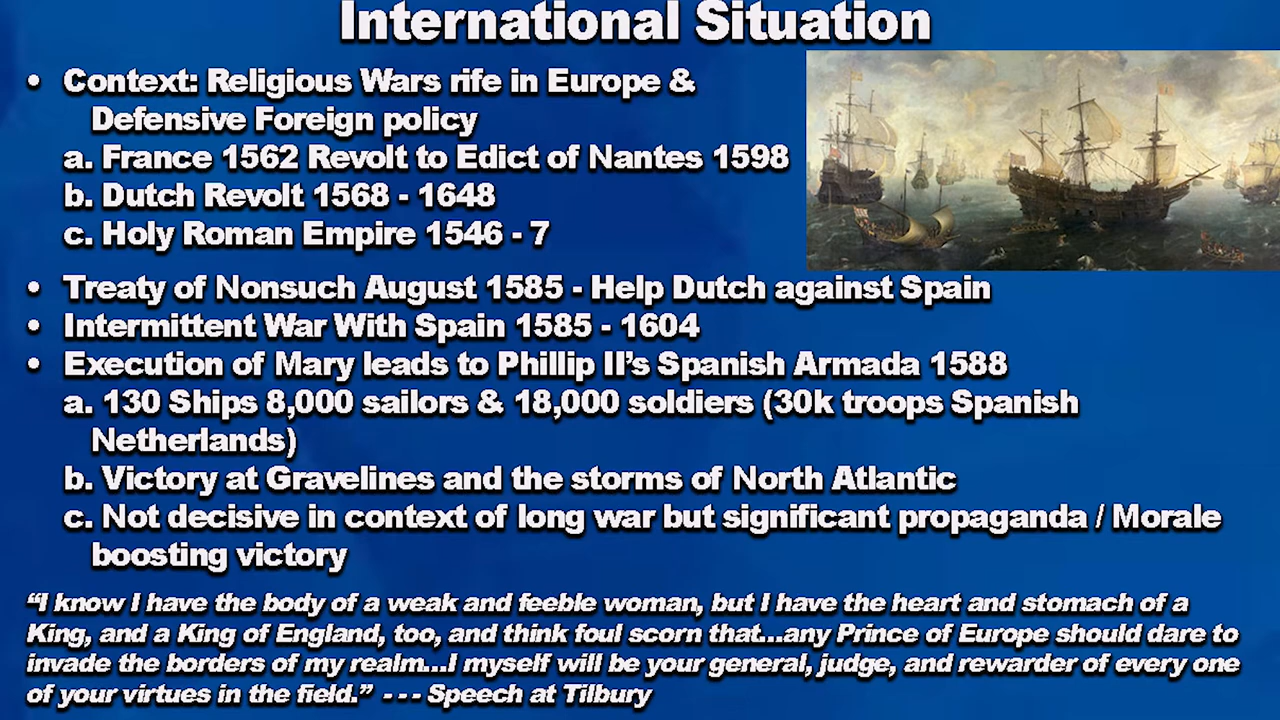 International Situation
• Context: Religious Wars rife in Europe &
Defensive Foreign policy
a. France 1562 Revolt to Edict of Nantes 1598
b. Dutch Revolt 1568 - 1648
c. Holy Roman Empire 1546 - 7
• Treaty of Nonsuch August 1585 - Help Dutch against Spain
• Intermittent War With Spain 1585 - 1604
• Execution of Mary leads to Phillip II’s Spanish Armada 1588
a. 130 Ships 8,000 sailors & 18,000 soldiers (30k troops Spanish
Netherlands)
b. Victory at Gravelines and the storms of North Atlantic
c. Not decisive in context of long war but significant propaganda / Morale
boosting victory
“I know I have the body of a weak and feeble woman, but I have the heart and stomach of a
King, and a King of England, too, and think foul scorn that...any Prince of Europe should dare to
invade the borders of my realm...I myself will be your general, judge, and rewarder of every one
of your virtues in the field.” - - - Speech at Tilbury